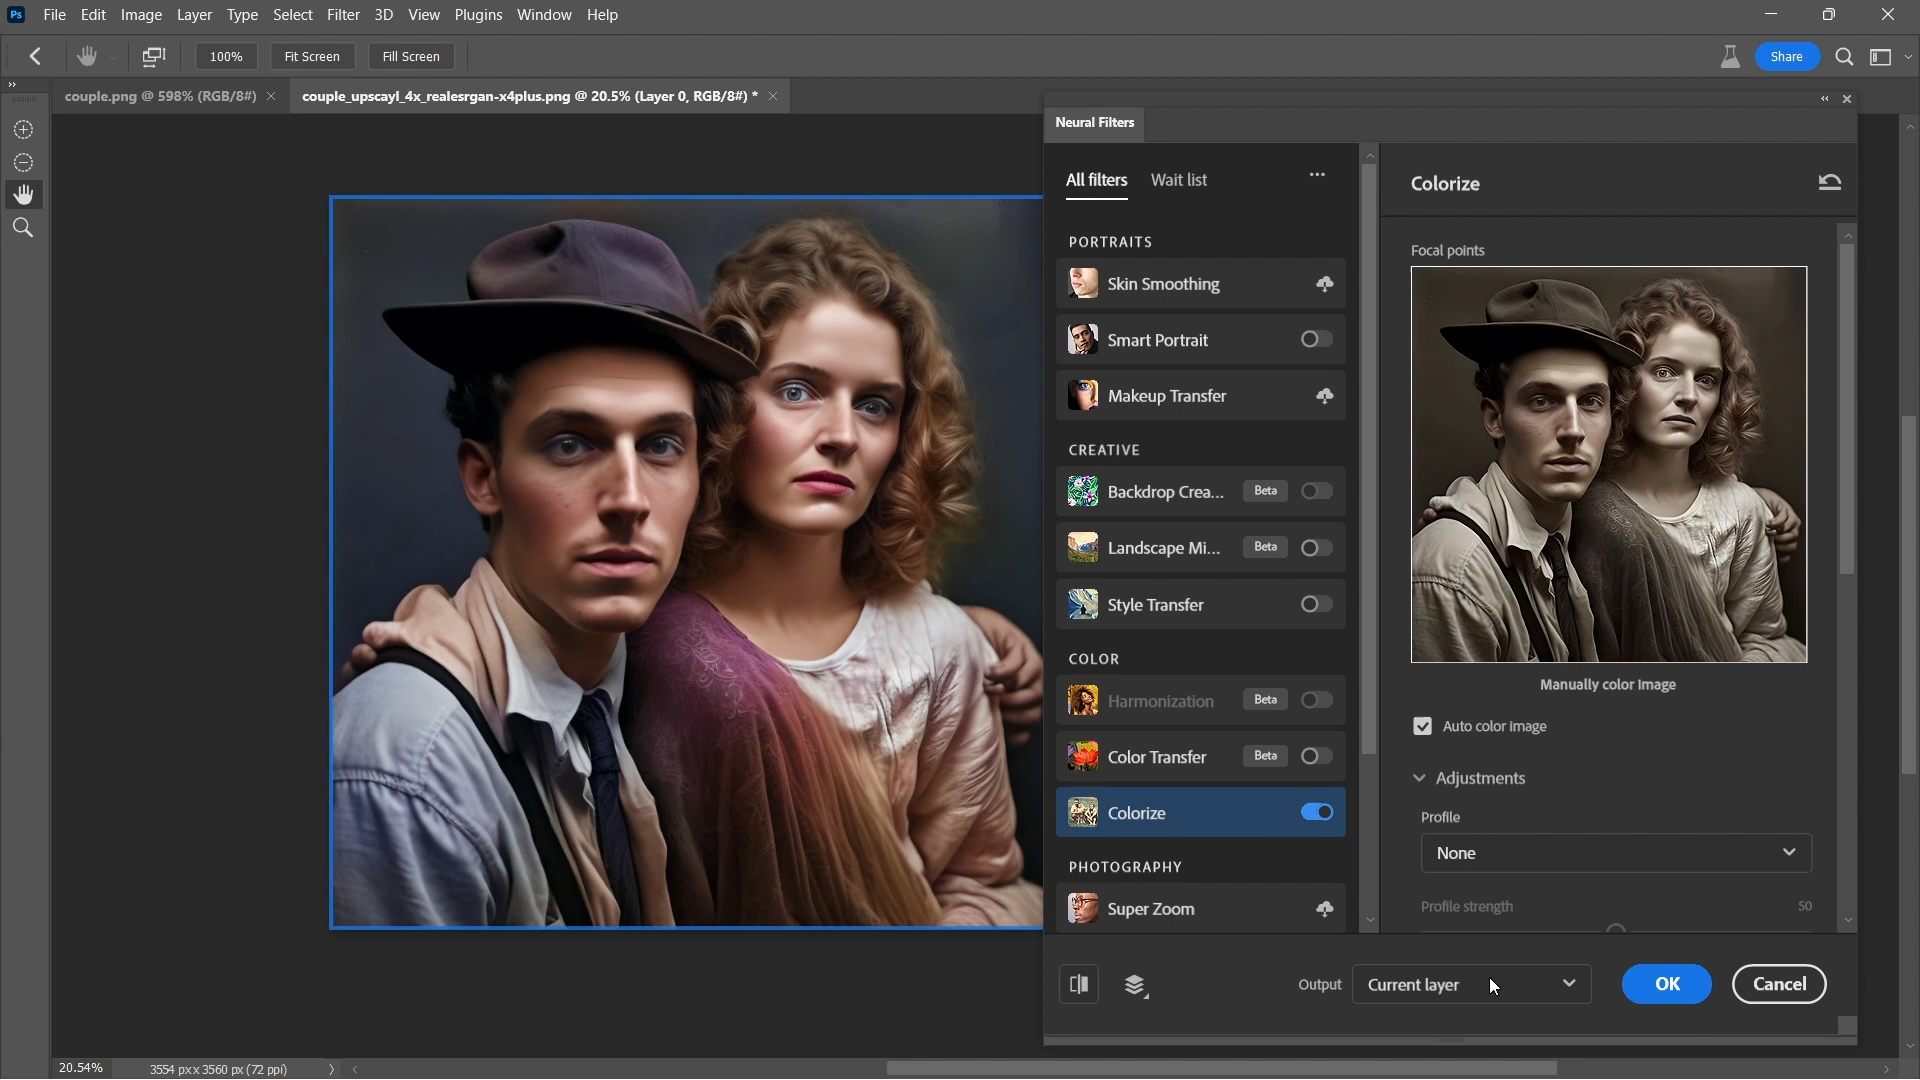 Ps File Edit Image Layer Type Select Filter 3D View Plugins Window Help
100% Fit Screen Fill Screen Share
couple.png @ 598% (RGB/8#) couple_upscayl_4x_realesrgan-x4plus.png @ 20.5% (Layer 0, RGB/8#) *
Neural Filters
All filters Wait list
PORTRAITS
Skin Smoothing
Smart Portrait
Makeup Transfer
CREATIVE
Backdrop Crea... Beta
Landscape Mi... Beta
Style Transfer
COLOR
Harmonization Beta
Color Transfer Beta
Colorize
PHOTOGRAPHY
Super Zoom
Colorize
Focal points
Manually color image
Auto color image
Adjustments
Profile
None
Profile strength 50
Output Current layer OK Cancel
20.54% 3554 px x 3560 px (72 ppi)